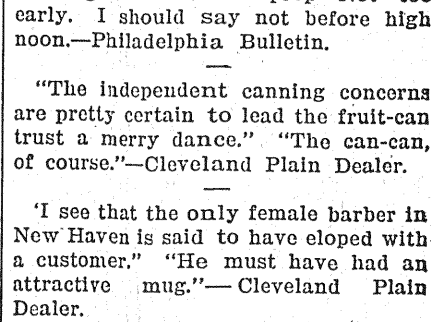 early. I should say not before high
noon.—Philadelphia Bulletin.
"The independent canning concerns
are pretty certain to lead the fruit-can
trust a merry dance." "The can-can,
of course."—Cleveland Plain Dealer.
'I see that the only female barber in
New Haven is said to have eloped with
a customer." "He must have had an
attractive mug."—Cleveland Plain
Dealer.